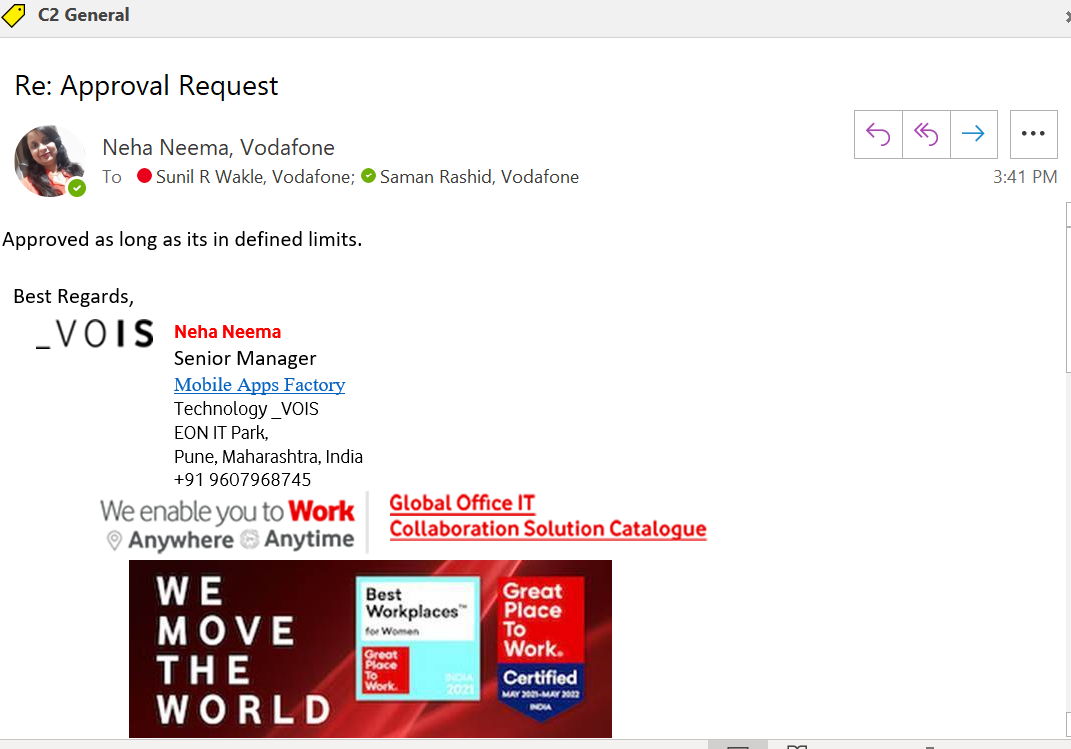 C2 General
Re: Approval Request
Neha Neema, Vodafone
To Sunil R Wakle, Vodafone; Saman Rashid, Vodafone
3:41 PM
Approved as long as its in defined limits.
Best Regards,
_VOIS
Neha Neema
Senior Manager
Mobile Apps Factory
Technology _VOIS
EON IT Park,
Pune, Maharashtra, India
+91 9607968745
We enable you to Work
Anywhere Anytime
Global Office IT
Collaboration Solution Catalogue
WE
MOVE
THE
WORLD
Best
Workplaces™
for Women
Great
Place
To
Work.
INDIA
2021
Great
Place
To
Work.
Certified
MAY 2021-MAY 2022
INDIA